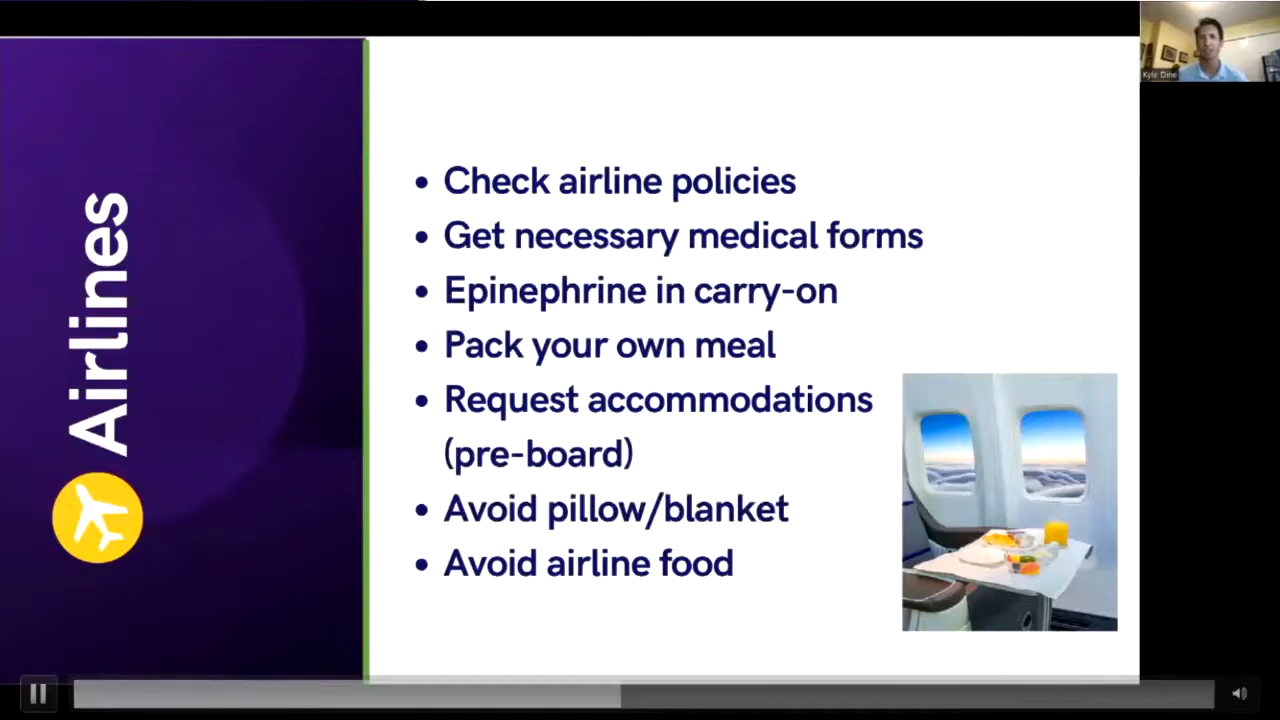 Kyle Dine
Airlines
• Check airline policies
• Get necessary medical forms
• Epinephrine in carry-on
• Pack your own meal
• Request accommodations
(pre-board)
• Avoid pillow/blanket
• Avoid airline food